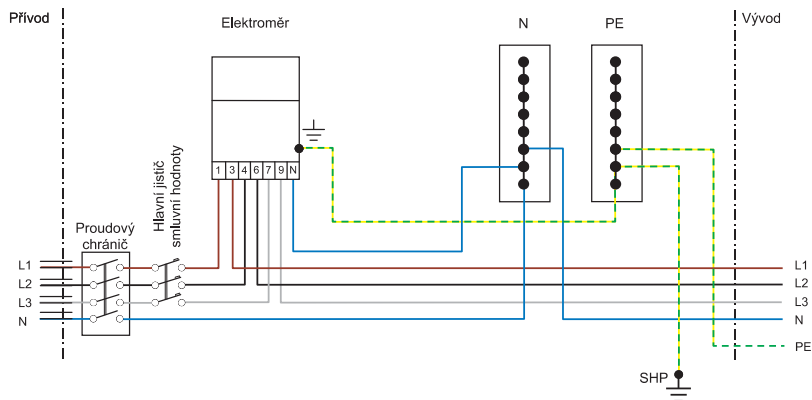 Přívod
Elektroměr
N
PE
Vývod
1 3 4 6 7 9 N
Hlavní jistič
smluvní hodnoty
Proudový
chránič
L1
L2
L3
N
L1
L2
L3
N
PE
SHP